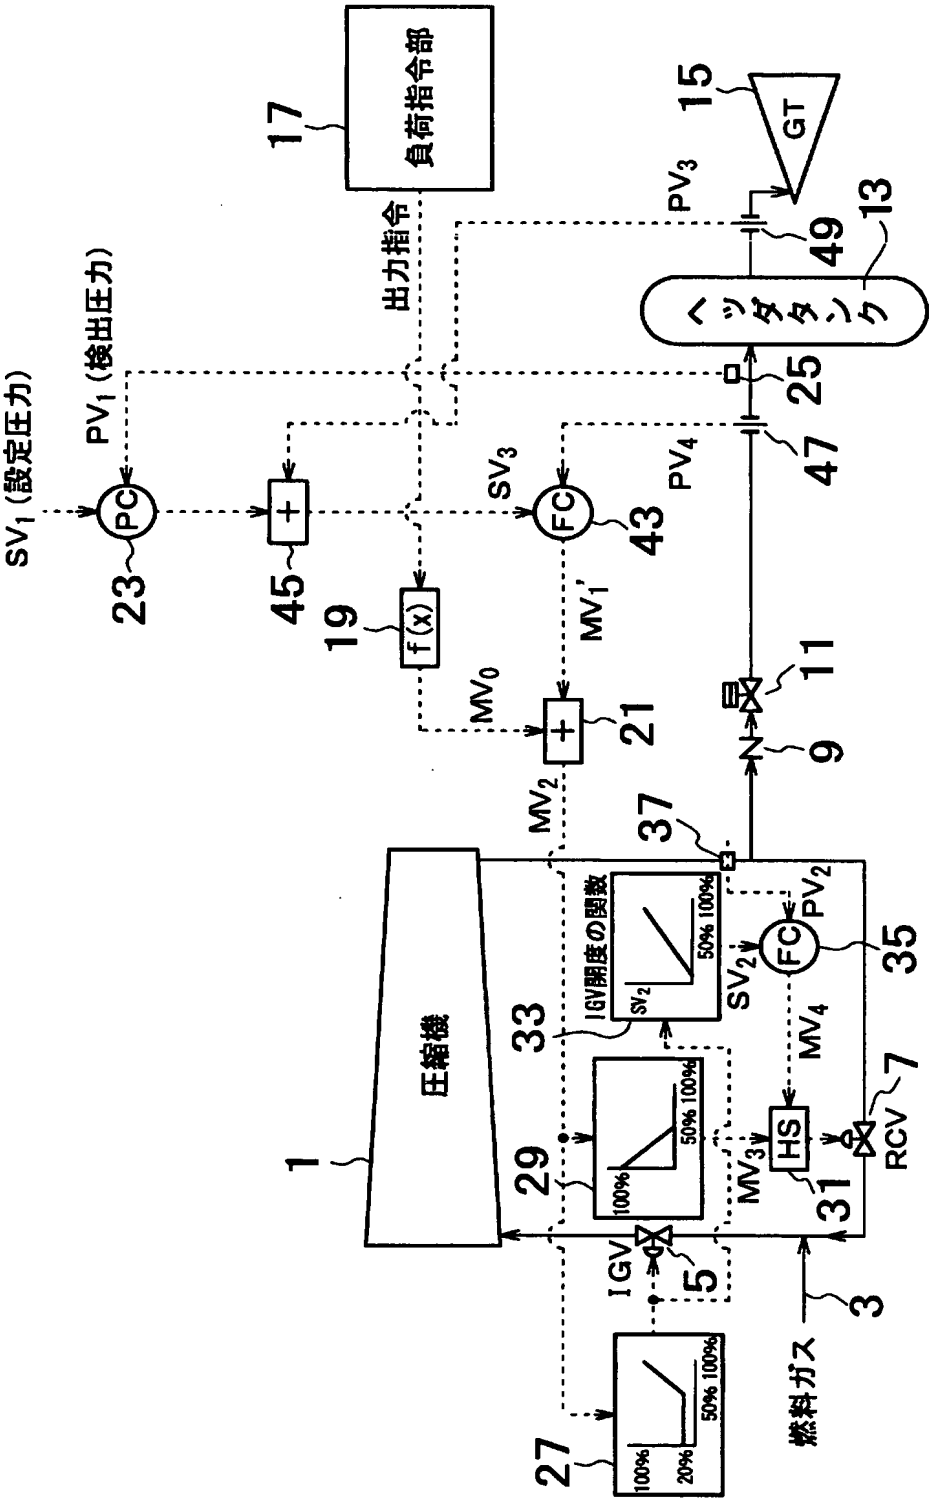 SV₁ (設定圧力)
PV₁ (検出圧力)
PC
23
+
45
17
負荷指令部
出力指令
19
f(x)
MV₀
SV₃
FC
43
MV₁'
+
21
MV₂
PV₄
PV₃
15
GT
49
13
ヘッダタンク
25
47
11
9
1
圧縮機
37
IGV開度の関数
33
SV₂
50% 100%
SV₂
PV₂
FC
35
MV₄
29
100%
50% 100%
MV₃
HS
31
7
RCV
IGV
5
3
燃料ガス
27
100%
20%
50% 100%